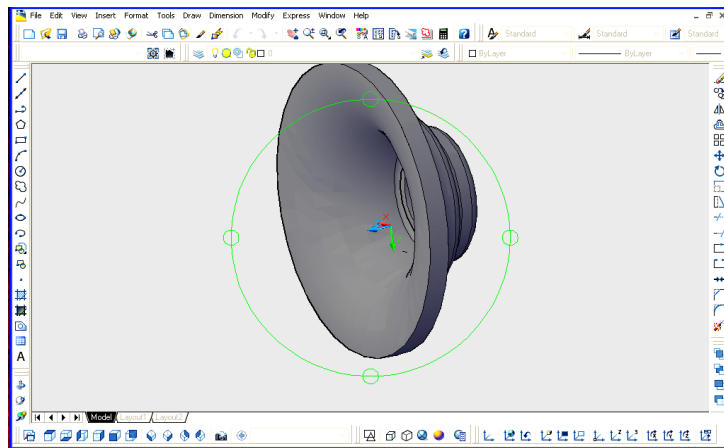 File Edit View Insert Format Tools Draw Dimension Modify Express Window Help
A Standard Standard Standard
0 ByLayer ByLayer
X
A
Model Layout1 Layout2